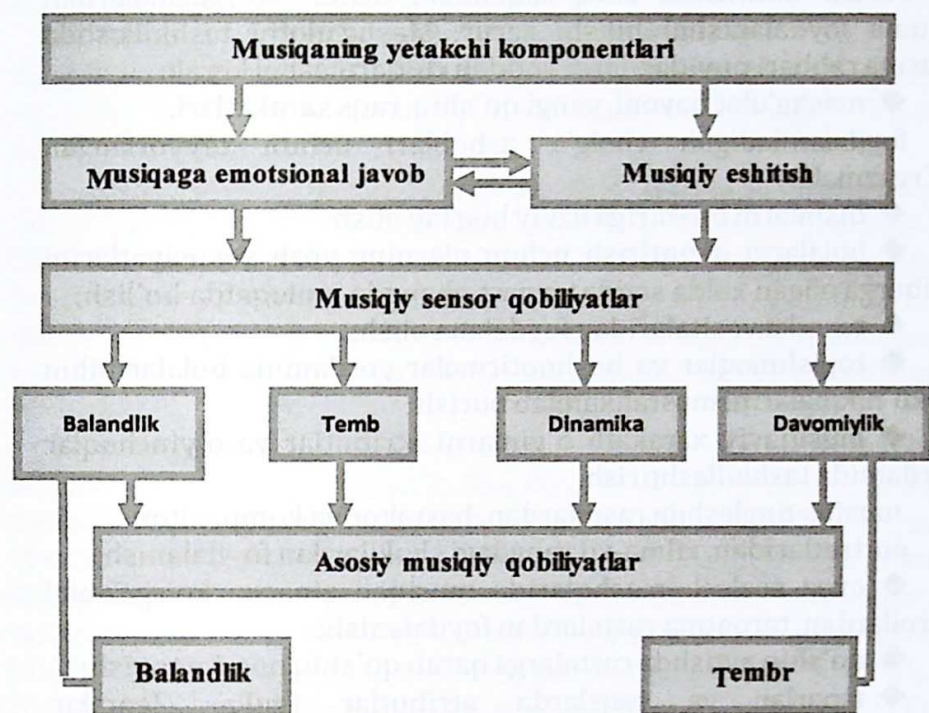 Musiqaning yetakchi komponentlari
Musiqaga emotsional javob
Musiqiy eshitish
Musiqiy sensor qobiliyatlar
Balandlik
Temb
Dinamika
Davomiylik
Asosiy musiqiy qobiliyatlar
Balandlik
Tembr